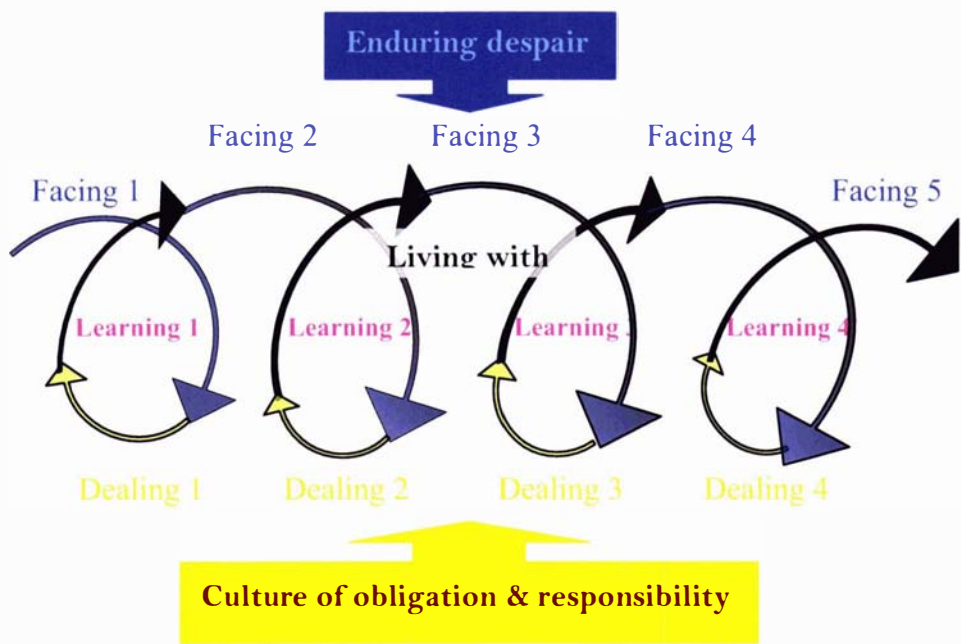 Enduring despair
Facing 2 Facing 3 Facing 4
Facing 1 Facing 5
Living with
Learning 1 Learning 2 Learning Learning 4
Dealing 1 Dealing 2 Dealing 3 Dealing 4
Culture of obligation & responsibility